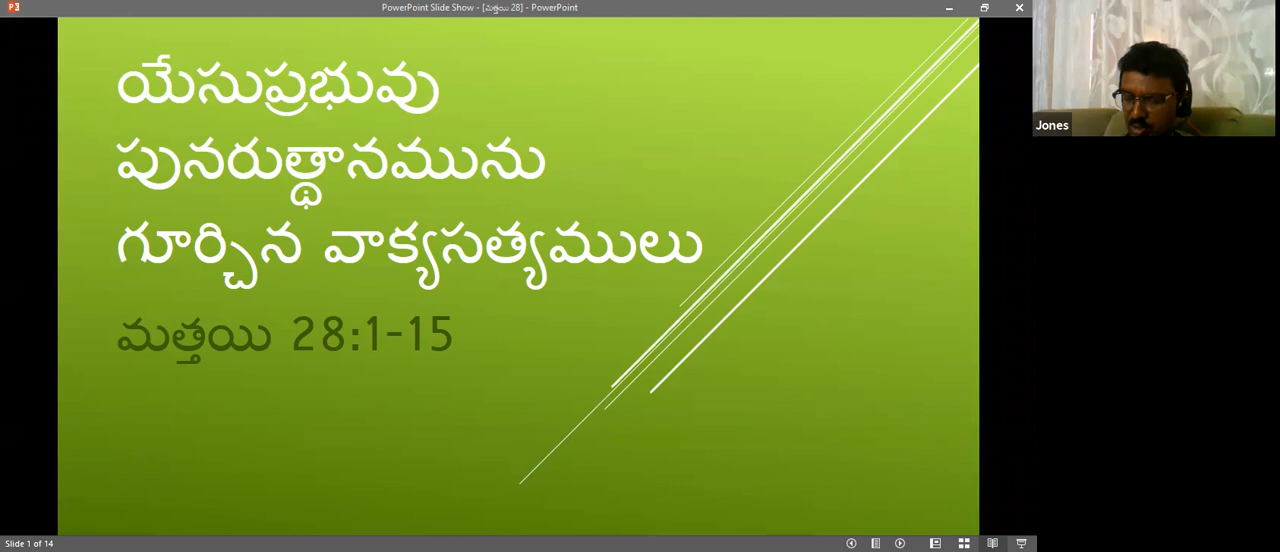 PowerPoint Slide Show - [మత్తయి 28] - PowerPoint
యేసుప్రభువు
పునరుత్థానమును
గూర్చిన వాక్యసత్యములు
మత్తయి 28:1-15
Jones
Slide 1 of 14